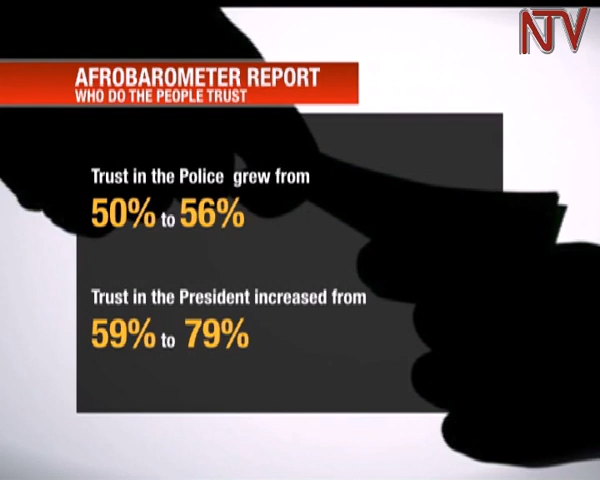 NTV
AFROBAROMETER REPORT
WHO DO THE PEOPLE TRUST
Trust in the Police grew from
50% to 56%
Trust in the President increased from
59% to 79%